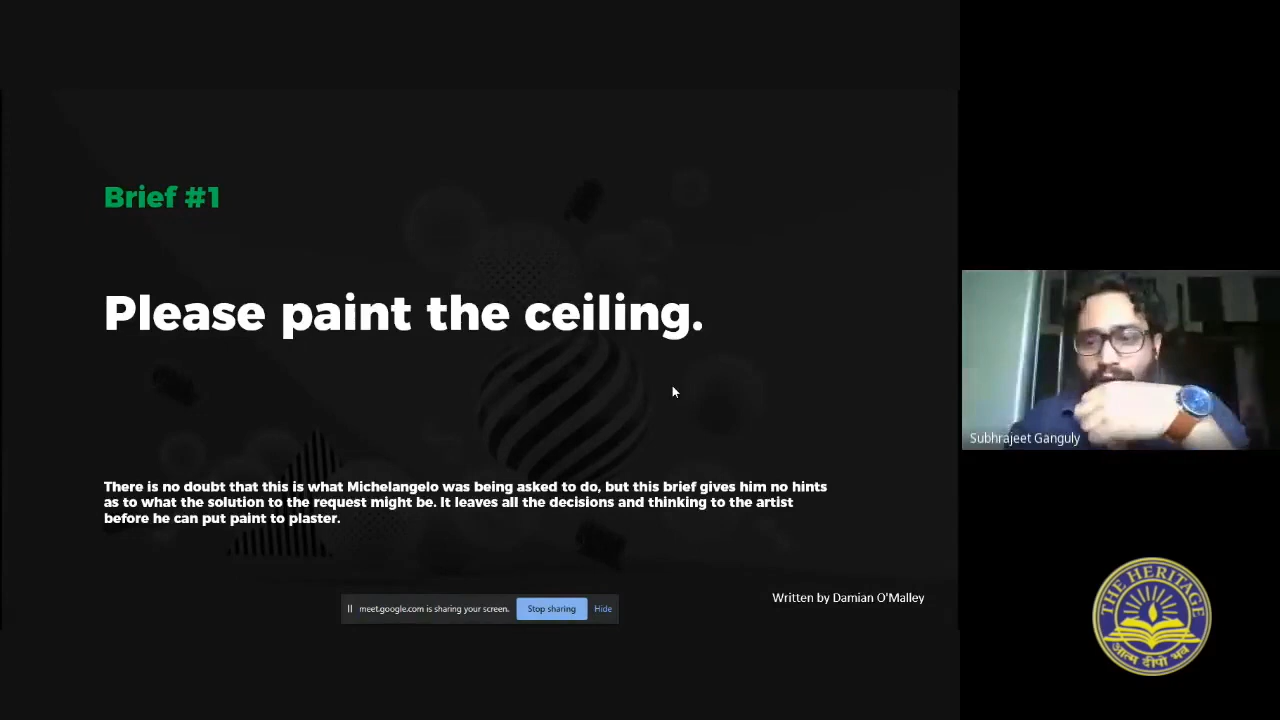 Brief #1
Please paint the ceiling.
There is no doubt that this is what Michelangelo was being asked to do, but this brief gives him no hints
as to what the solution to the request might be. It leaves all the decisions and thinking to the artist
before he can put paint to plaster.
Written by Damian O'Malley
meet.google.com is sharing your screen. Stop sharing Hide
Subhrajeet Ganguly
THE HERITAGE
आत्म दीपो भव